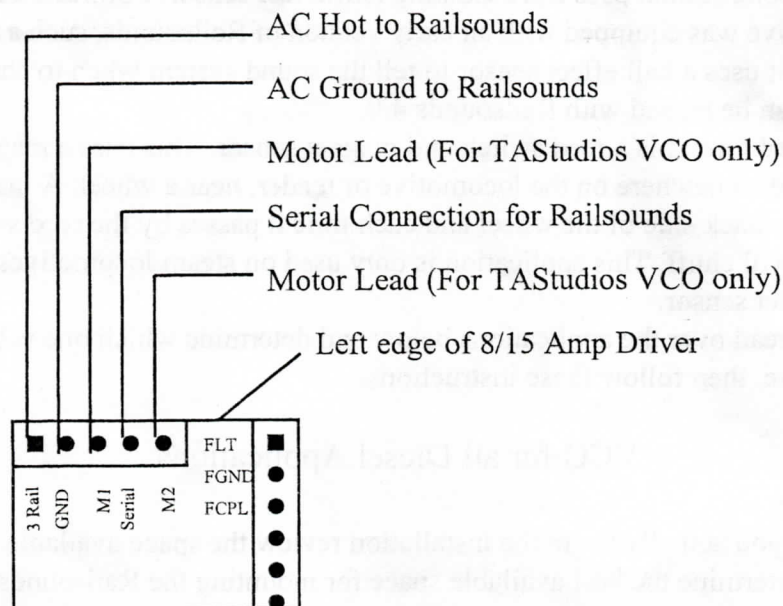 AC Hot to Railsounds
AC Ground to Railsounds
Motor Lead (For TAStudios VCO only)
Serial Connection for Railsounds
Motor Lead (For TAStudios VCO only)
Left edge of 8/15 Amp Driver
3 Rail
GND
M1
Serial
M2
FLT
FGND
FCPL